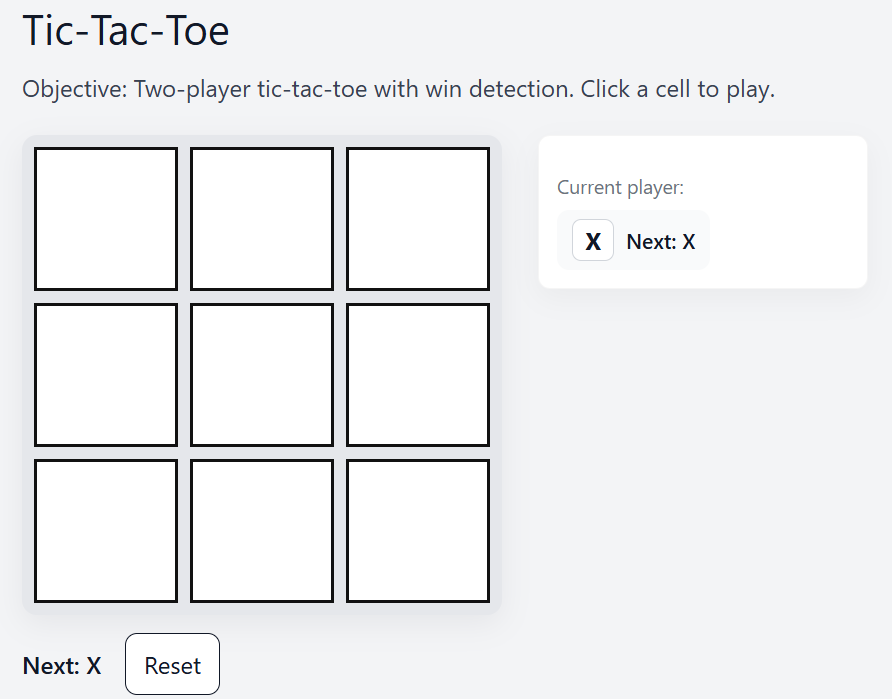 Tic-Tac-Toe
Objective: Two-player tic-tac-toe with win detection. Click a cell to play.
Current player:
X Next: X
Next: X Reset